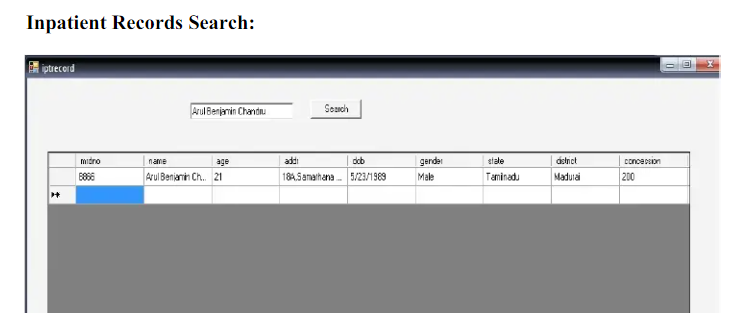 Inpatient Records Search:
iptrecord
Arul Benjamin Chandru Search
mrdno name age addr dob gender state district concession
8866 Arul Benjamin Ch... 21 18A,Samathana ... 5/23/1989 Male Tamilnadu Madurai 200